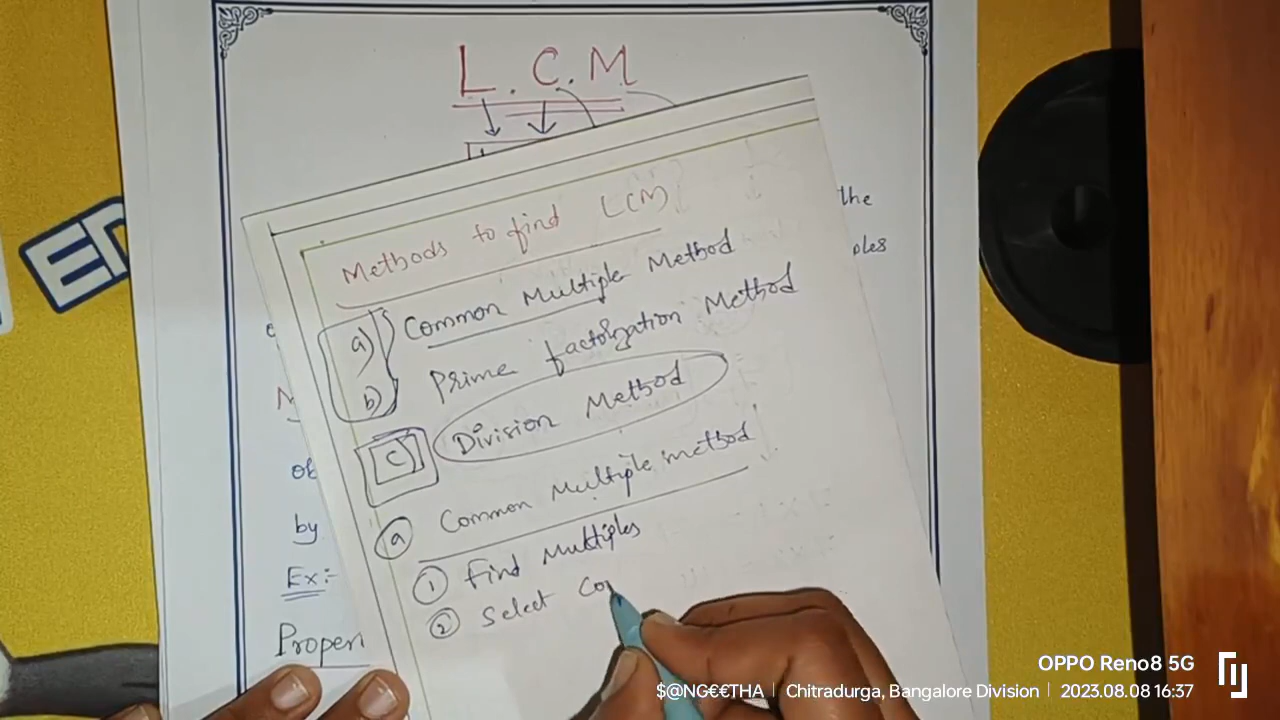 L.C.M
Methods to find LCM
a) Common Multiple Method
b) Prime factorization Method
c) Division Method
a Common Multiple method
1 Find Multiples
2 Select Co
the
ples
of
by
Ex:-
Proper
EN
OPPO Reno8 5G
$@NG€€THA | Chitradurga, Bangalore Division | 2023.08.08 16:37